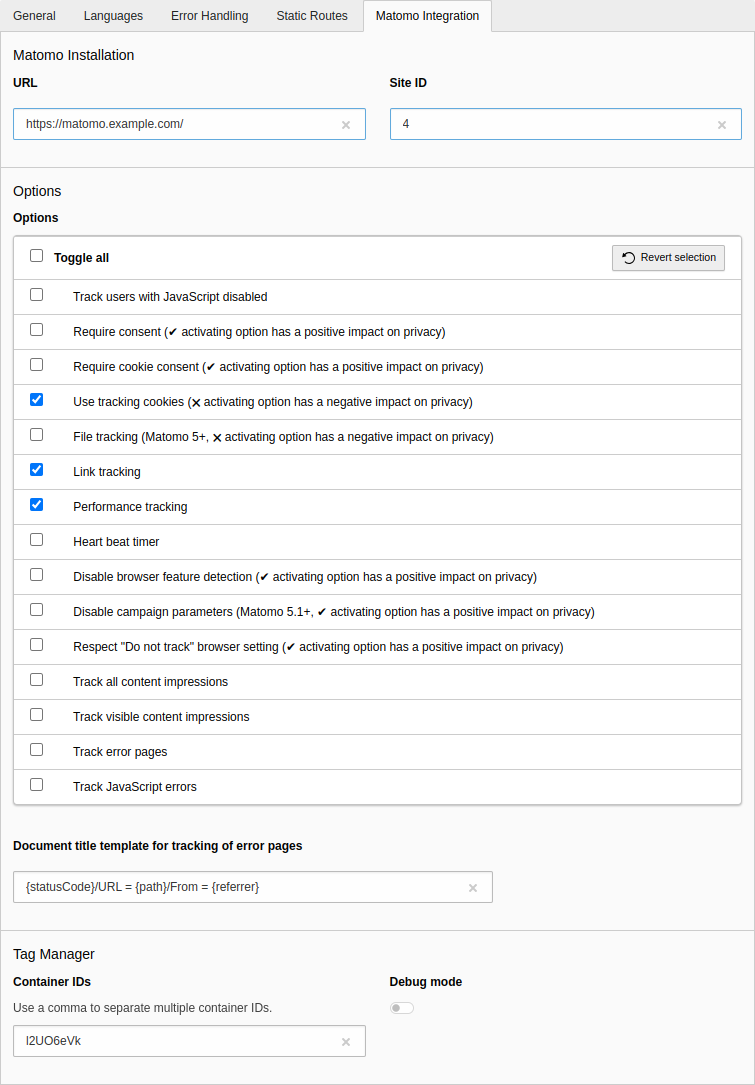 General Languages Error Handling Static Routes Matomo Integration
Matomo Installation
URL Site ID
https://matomo.example.com/ 4
Options
Options
Toggle all Revert selection
Track users with JavaScript disabled
Require consent (✔ activating option has a positive impact on privacy)
Require cookie consent (✔ activating option has a positive impact on privacy)
Use tracking cookies (✕ activating option has a negative impact on privacy)
File tracking (Matomo 5+, ✕ activating option has a negative impact on privacy)
Link tracking
Performance tracking
Heart beat timer
Disable browser feature detection (✔ activating option has a positive impact on privacy)
Disable campaign parameters (Matomo 5.1+, ✔ activating option has a positive impact on privacy)
Respect "Do not track" browser setting (✔ activating option has a positive impact on privacy)
Track all content impressions
Track visible content impressions
Track error pages
Track JavaScript errors
Document title template for tracking of error pages
{statusCode}/URL = {path}/From = {referrer}
Tag Manager
Container IDs Debug mode
Use a comma to separate multiple container IDs.
l2UO6eVk